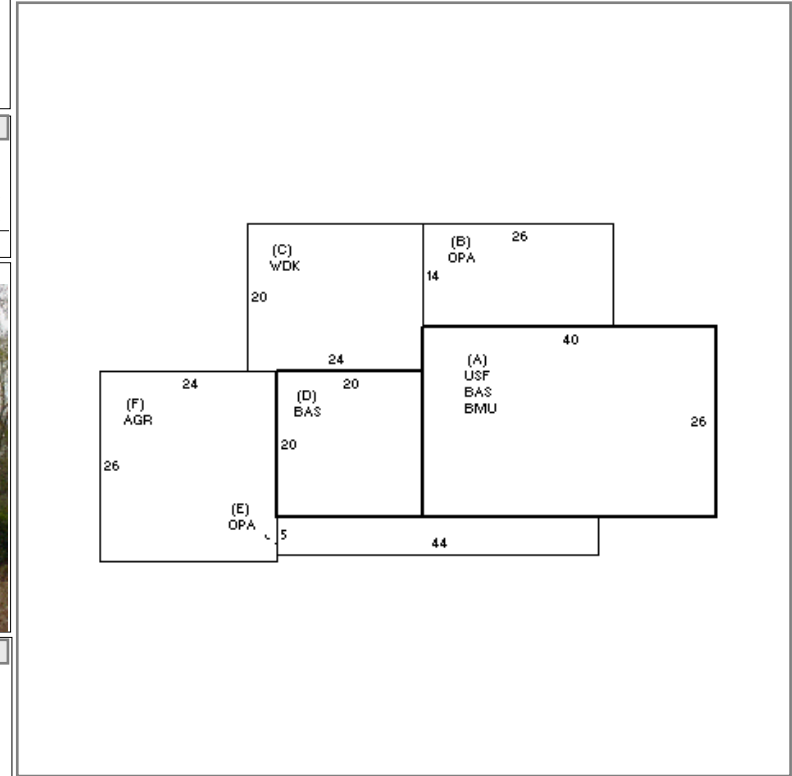 26
(B)
OPA
(C)
WDK
14
20
40
24
(A)
USF
BAS
BMU
24
20
(D)
BAS
(F)
AGR
26
20
26
(E)
OPA
5
44